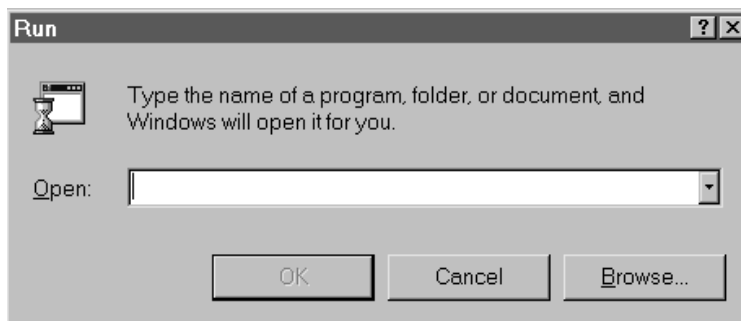 Run
Type the name of a program, folder, or document, and
Windows will open it for you.
Open:
OK Cancel Browse...